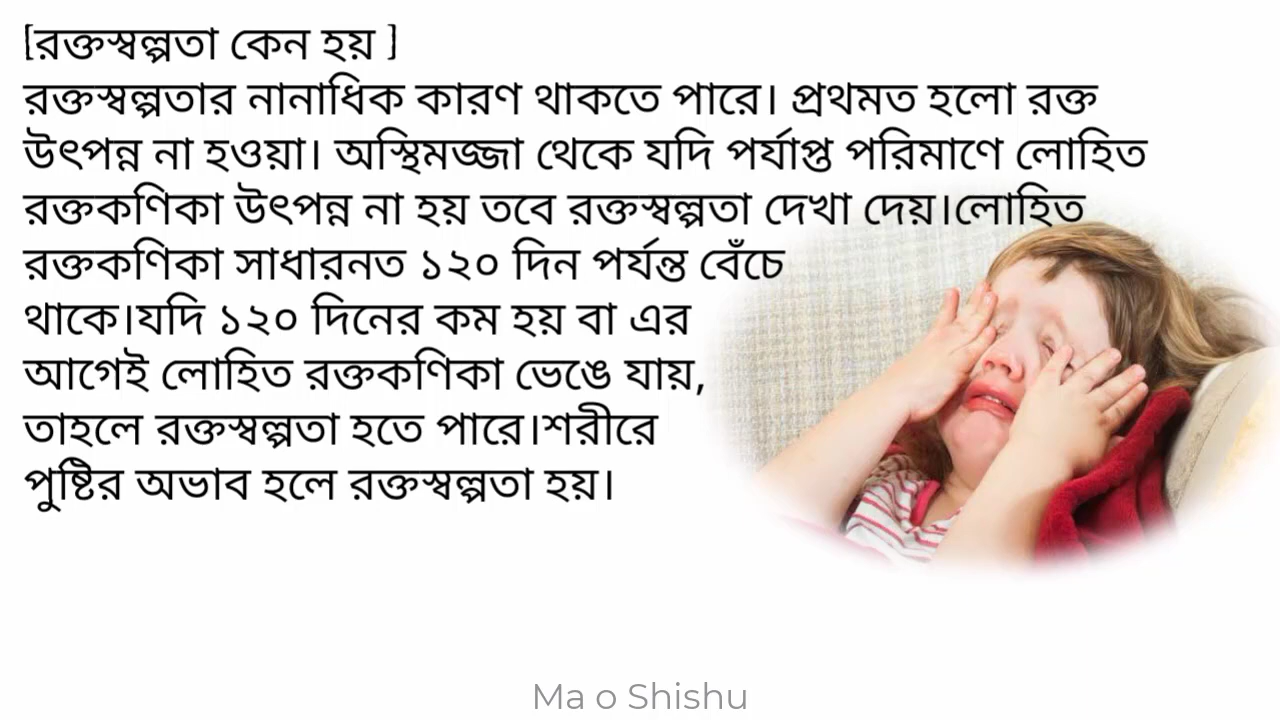 [রক্তস্বল্পতা কেন হয় ]
রক্তস্বল্পতার নানাধিক কারণ থাকতে পারে। প্রথমত হলো রক্ত
উৎপন্ন না হওয়া। অস্থিমজ্জা থেকে যদি পর্যাপ্ত পরিমাণে লোহিত
রক্তকণিকা উৎপন্ন না হয় তবে রক্তস্বল্পতা দেখা দেয়।লোহিত
রক্তকণিকা সাধারনত ১২০ দিন পর্যন্ত বেঁচে
থাকে।যদি ১২০ দিনের কম হয় বা এর
আগেই লোহিত রক্তকণিকা ভেঙে যায়,
তাহলে রক্তস্বল্পতা হতে পারে।শরীরে
পুষ্টির অভাব হলে রক্তস্বল্পতা হয়।
Ma o Shishu